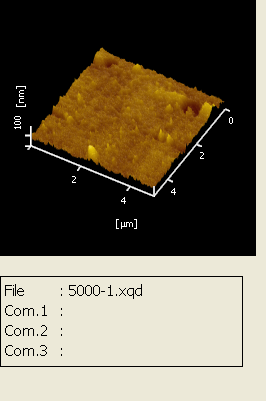 [nm]
100
0
2
2
4
4
[µm]
File : 5000-1.xqd
Com.1 :
Com.2 :
Com.3 :